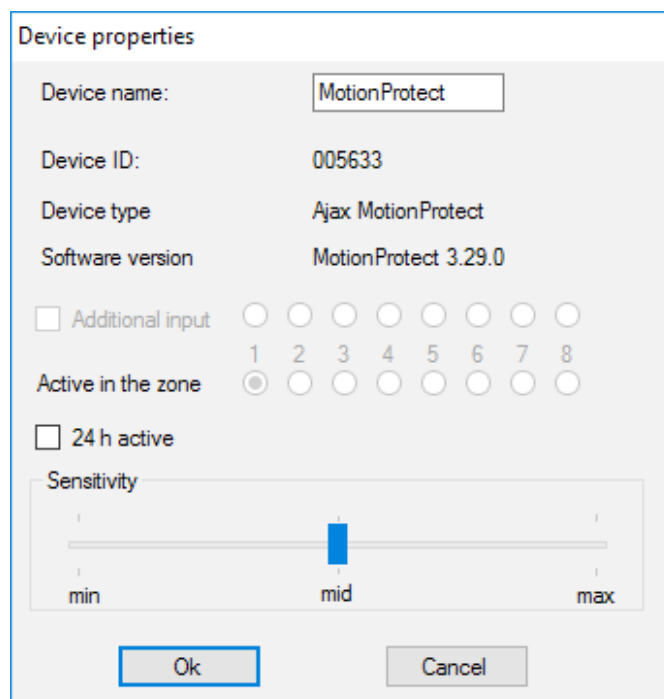 Device properties
Device name: MotionProtect
Device ID: 005633
Device type Ajax MotionProtect
Software version MotionProtect 3.29.0
Additional input
1 2 3 4 5 6 7 8
Active in the zone
24 h active
Sensitivity
min mid max
Ok Cancel